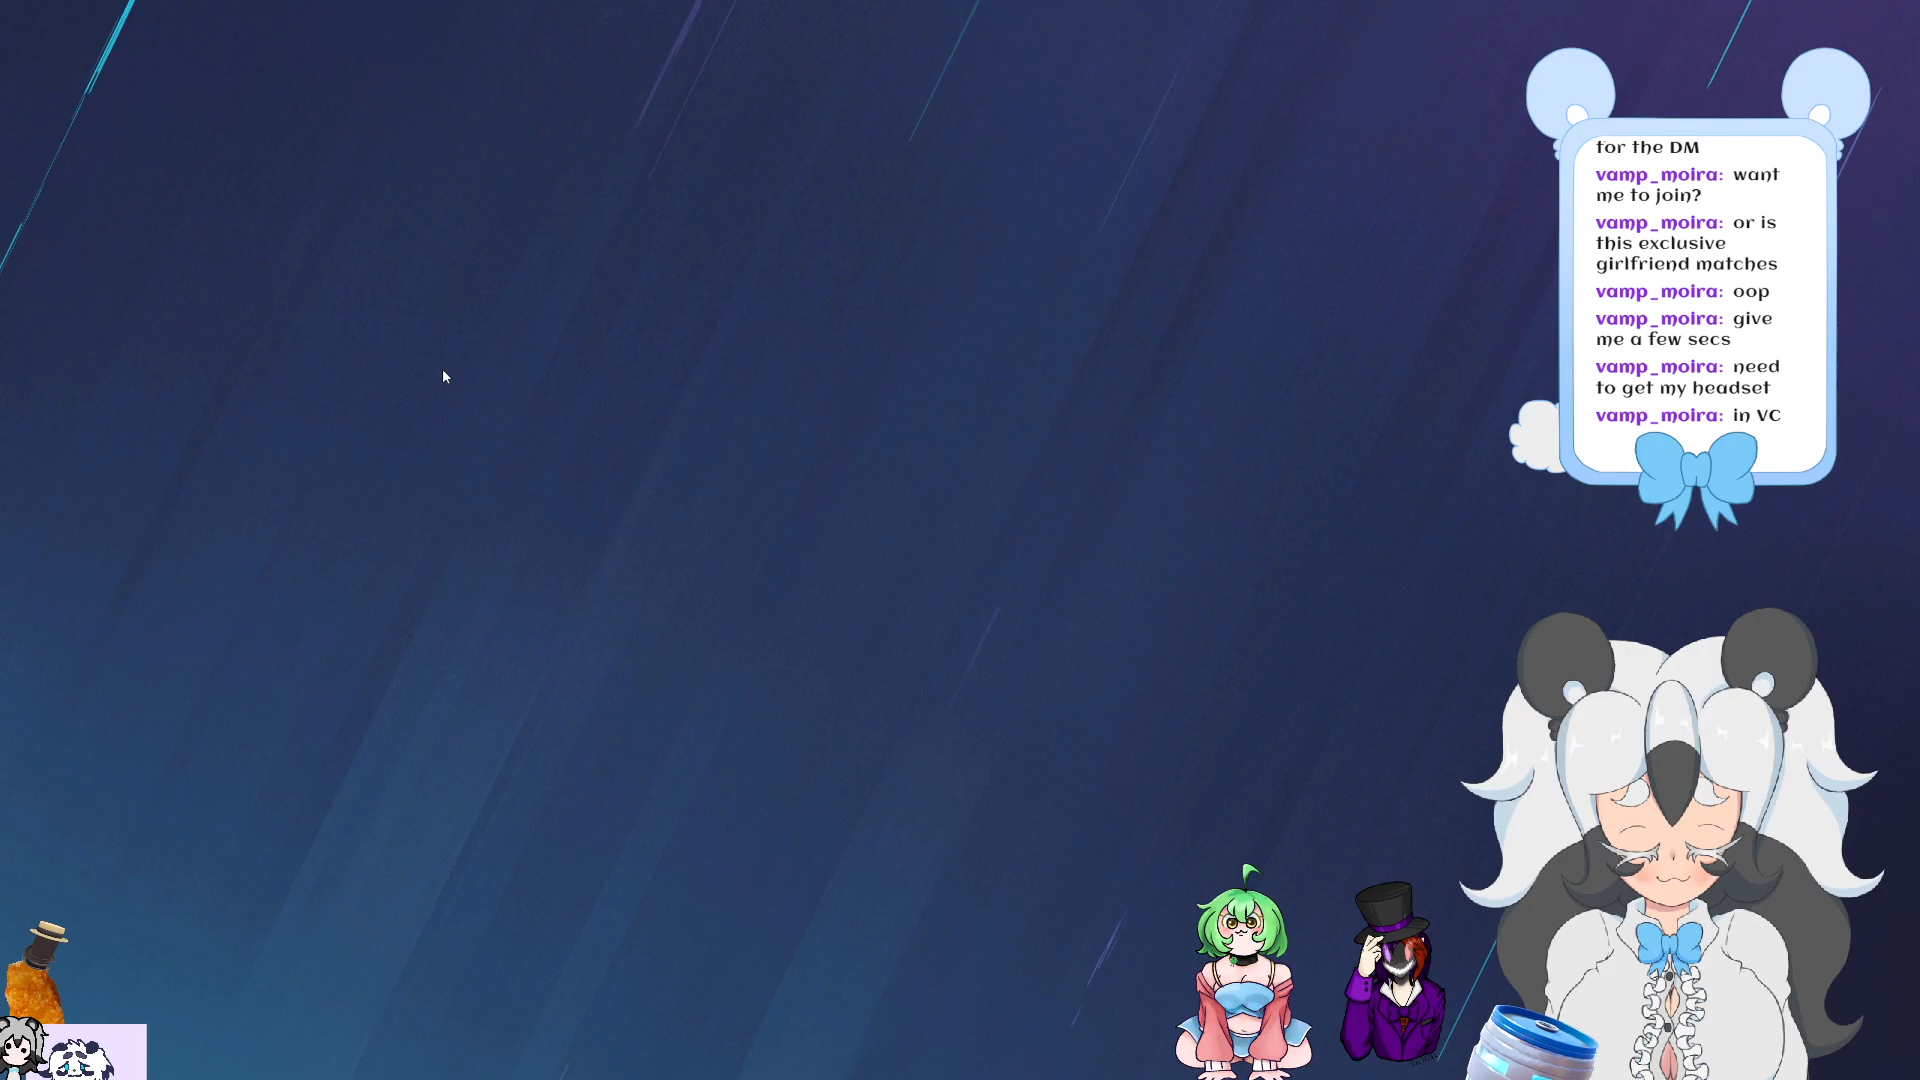 for the DM
vamp_moira: want
me to join?
vamp_moira: or is
this exclusive
girlfriend matches
vamp_moira: oop
vamp_moira: give
me a few secs
vamp_moira: need
to get my headset
vamp_moira: in VC